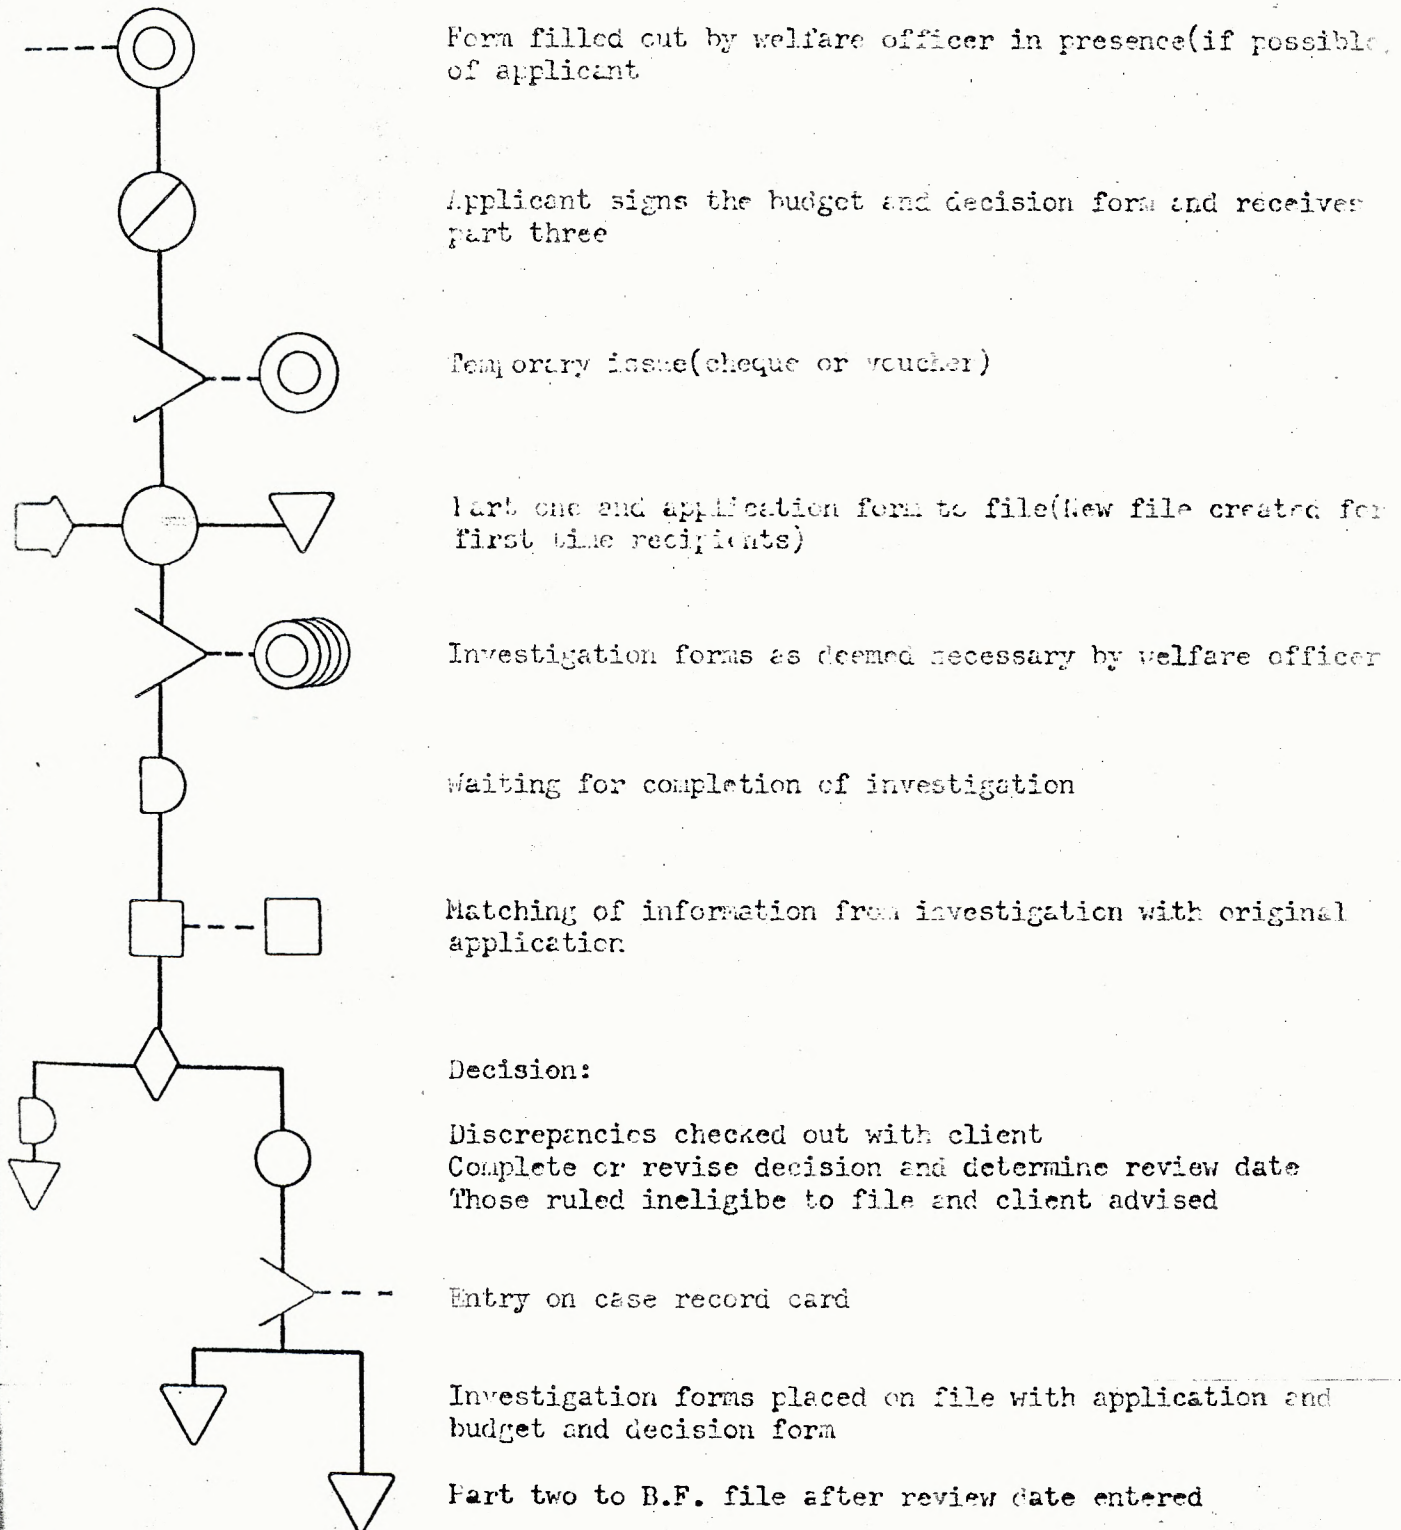 Form filled out by welfare officer in presence(if possible
of applicant
Applicant signs the budget and decision form and receives
part three
Temporary issue(cheque or voucher)
Part one and application form to file(New file created for
first time recipients)
Investigation forms as deemed necessary by welfare officer
Waiting for completion of investigation
Matching of information from investigation with original
application
Decision:
Discrepancies checked out with client
Complete or revise decision and determine review date
Those ruled ineligibe to file and client advised
Entry on case record card
Investigation forms placed on file with application and
budget and decision form
Part two to B.F. file after review date entered